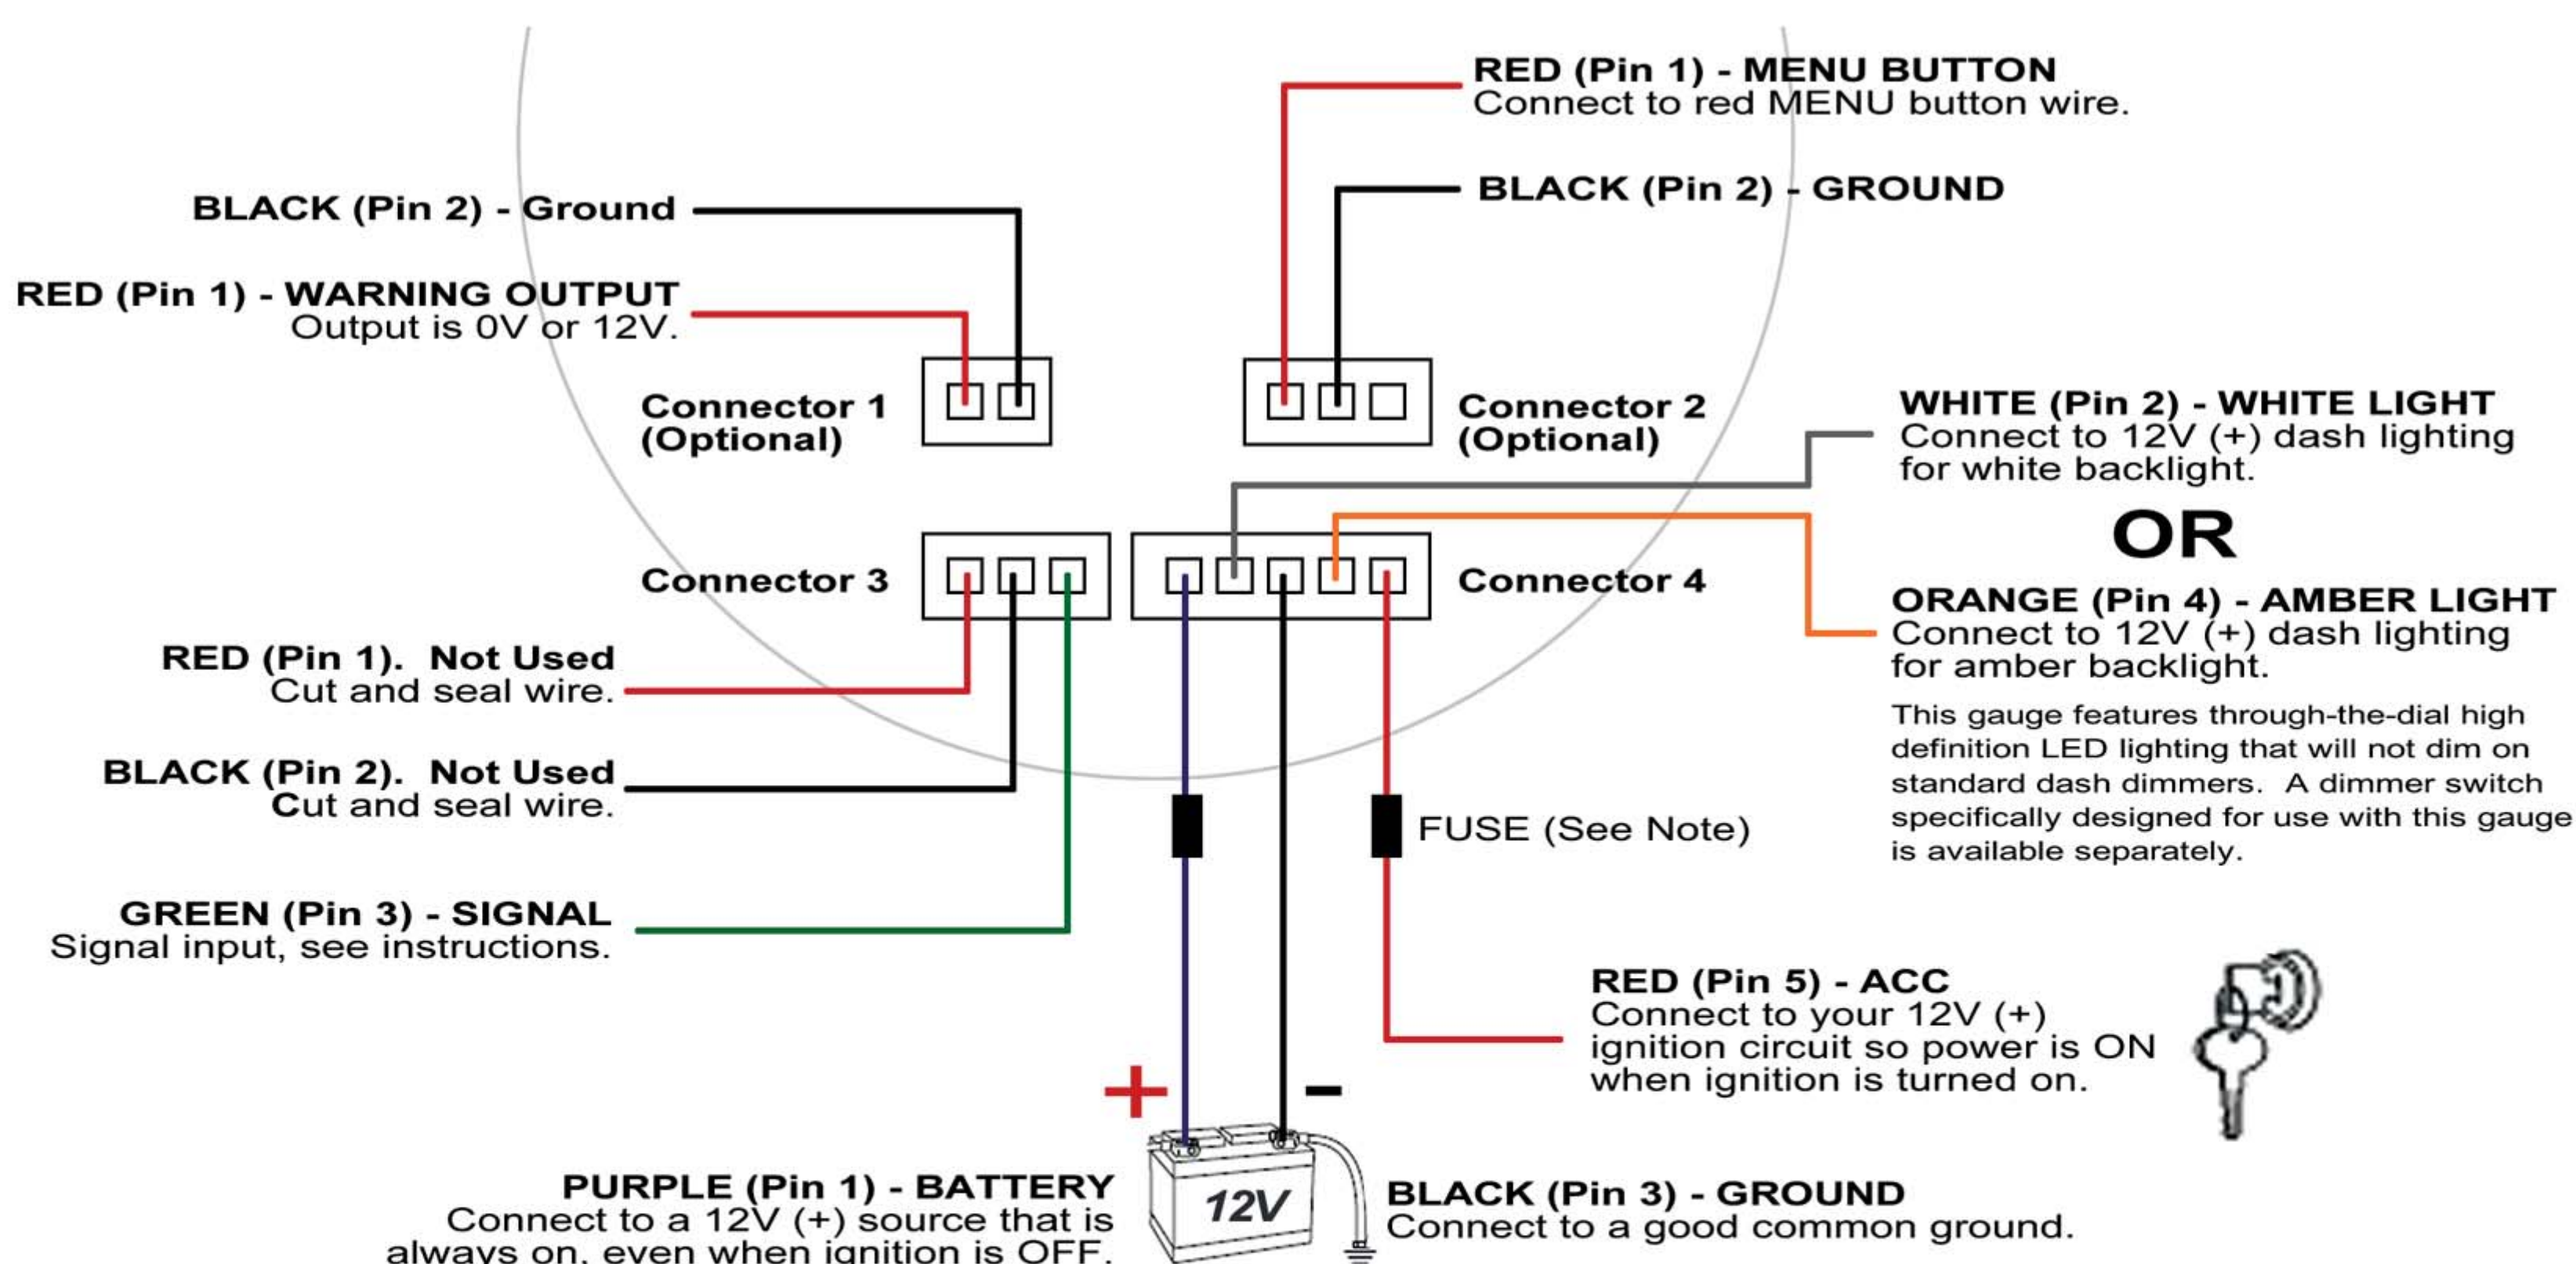 RED (Pin 1) - MENU BUTTON
Connect to red MENU button wire.
BLACK (Pin 2) - GROUND
BLACK (Pin 2) - Ground
RED (Pin 1) - WARNING OUTPUT
Output is 0V or 12V.
Connector 1
(Optional)
Connector 2
(Optional)
WHITE (Pin 2) - WHITE LIGHT
Connect to 12V (+) dash lighting
for white backlight.
OR
ORANGE (Pin 4) - AMBER LIGHT
Connect to 12V (+) dash lighting
for amber backlight.
This gauge features through-the-dial high
definition LED lighting that will not dim on
standard dash dimmers.  A dimmer switch
specifically designed for use with this gauge
is available separately.
Connector 3
Connector 4
RED (Pin 1).  Not Used
Cut and seal wire.
BLACK (Pin 2).  Not Used
Cut and seal wire.
GREEN (Pin 3) - SIGNAL
Signal input, see instructions.
FUSE (See Note)
RED (Pin 5) - ACC
Connect to your 12V (+)
ignition circuit so power is ON
when ignition is turned on.
+
-
12V
PURPLE (Pin 1) - BATTERY
Connect to a 12V (+) source that is
always on, even when ignition is OFF.
BLACK (Pin 3) - GROUND
Connect to a good common ground.